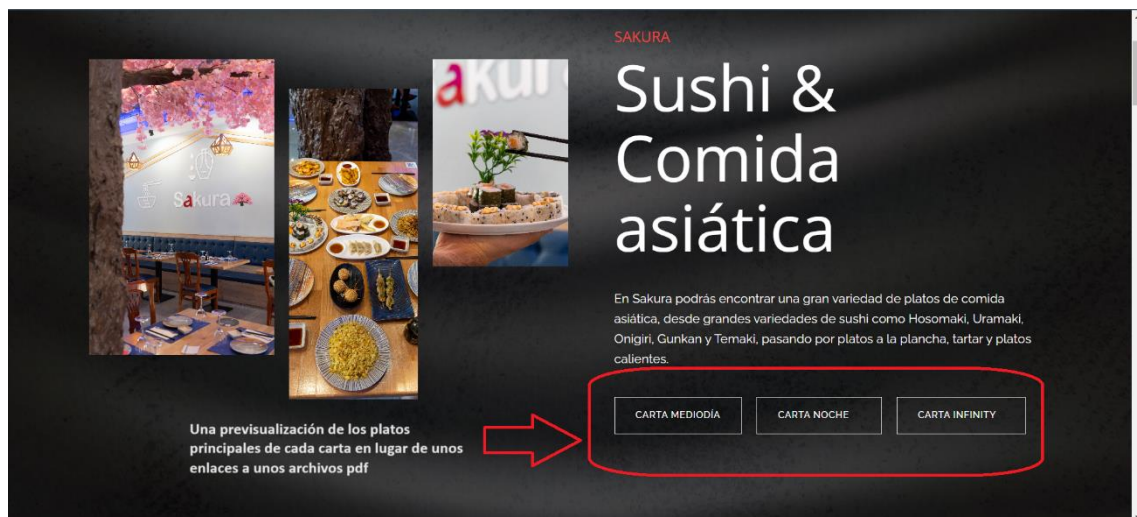 SAKURA
Sushi &
Comida
asiática
En Sakura podrás encontrar una gran variedad de platos de comida
asiática, desde grandes variedades de sushi como Hosomaki, Uramaki,
Onigiri, Gunkan y Temaki, pasando por platos a la plancha, tartar y platos
calientes.
CARTA MEDIODÍA
CARTA NOCHE
CARTA INFINITY
Una previsualización de los platos
principales de cada carta en lugar de unos
enlaces a unos archivos pdf
Sakura
akur